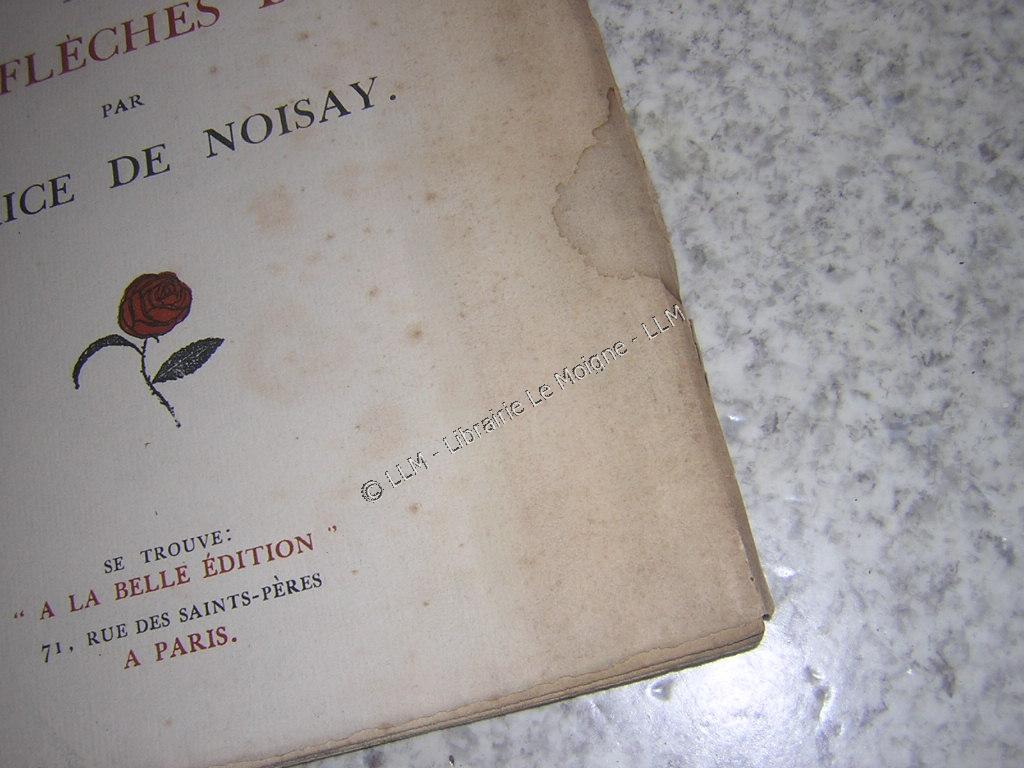 FLÈCHES
PAR
DE NOISAY.
© LLM - Librairie Le Moigne - LLM
SE TROUVE:
" A LA BELLE ÉDITION "
71, RUE DES SAINTS-PÈRES
A PARIS.